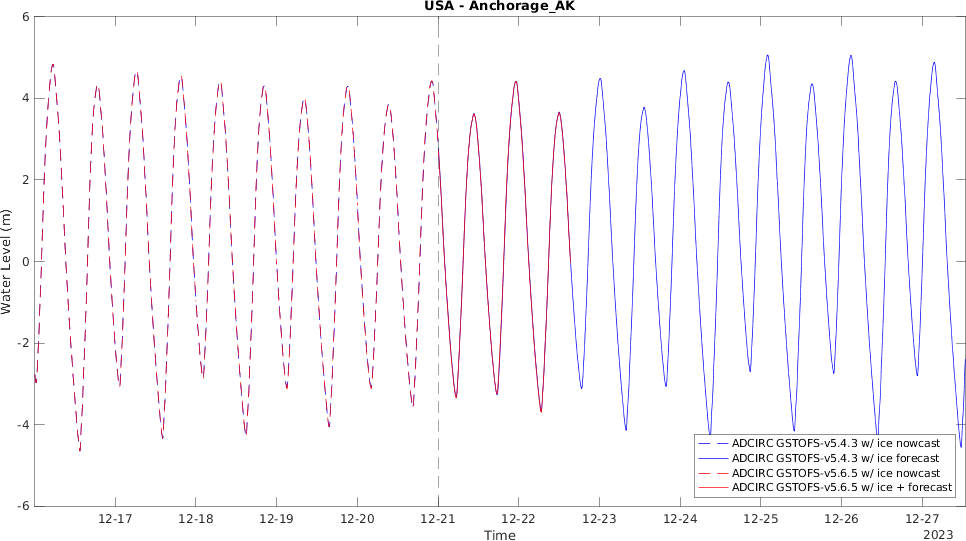 USA - Anchorage_AK
6
4
2
0
-2
-4
-6
Water Level (m)
12-17 12-18 12-19 12-20 12-21 12-22 12-23 12-24 12-25 12-26 12-27
Time
2023
ADCIRC GSTOFS-v5.4.3 w/ ice nowcast
ADCIRC GSTOFS-v5.4.3 w/ ice forecast
ADCIRC GSTOFS-v5.6.5 w/ ice nowcast
ADCIRC GSTOFS-v5.6.5 w/ ice + forecast